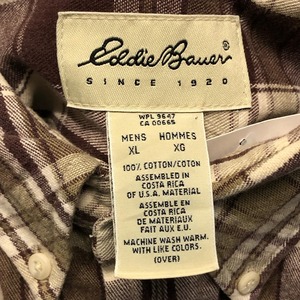 Eddie Bauer®
SINCE 1920
WPL 9647
CA 00665
MENS HOMMES
XL XG
100% COTTON/COTON
ASSEMBLED IN
COSTA RICA
OF U.S.A. MATERIAL
ASSEMBLÉ EN
COSTA RICA
DE MATERIAUX
FAIT AUX E.U.
MACHINE WASH WARM.
WITH LIKE COLORS.
(OVER)